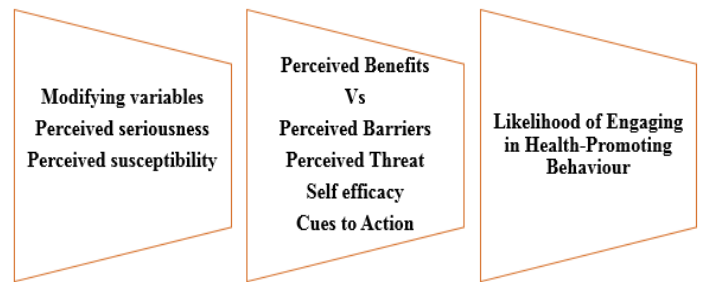 Modifying variables
Perceived seriousness
Perceived susceptibility
Perceived Benefits
Vs
Perceived Barriers
Perceived Threat
Self efficacy
Cues to Action
Likelihood of Engaging
in Health-Promoting
Behaviour